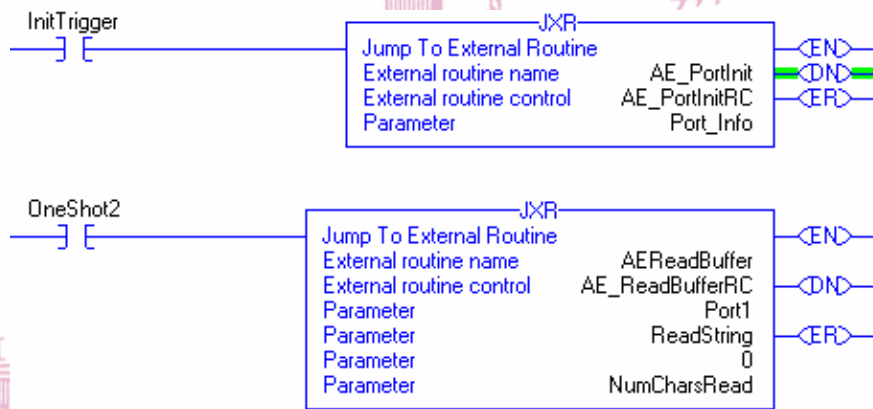 InitTrigger
JXR
Jump To External Routine
EN
External routine name AE_PortInit
DN
External routine control AE_PortInitRC
ER
Parameter Port_Info
OneShot2
JXR
Jump To External Routine
EN
External routine name AEReadBuffer
External routine control AE_ReadBufferRC
DN
Parameter Port1
Parameter ReadString
ER
Parameter 0
Parameter NumCharsRead